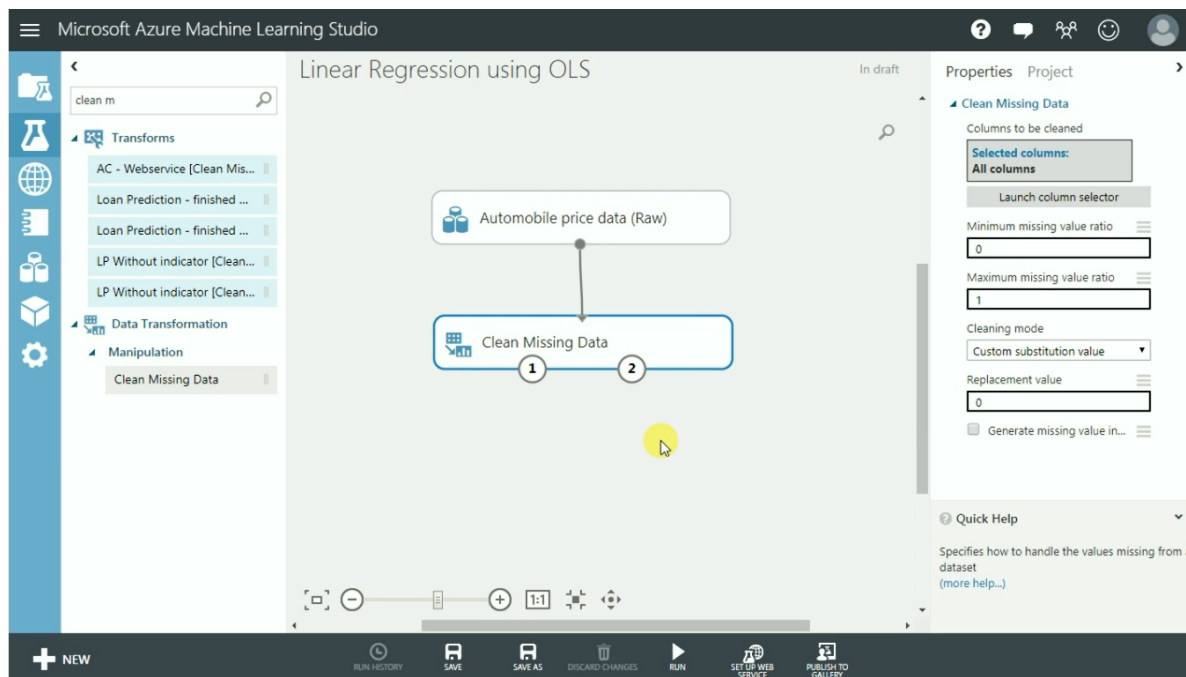 Microsoft Azure Machine Learning Studio
clean m
Transforms
AC - Webservice [Clean Mis...
Loan Prediction - finished ...
Loan Prediction - finished ...
LP Without indicator [Clean...
LP Without indicator [Clean...
Data Transformation
Manipulation
Clean Missing Data
Linear Regression using OLS
In draft
Automobile price data (Raw)
Clean Missing Data
1 2
1:1
Properties Project
Clean Missing Data
Columns to be cleaned
Selected columns:
All columns
Launch column selector
Minimum missing value ratio
0
Maximum missing value ratio
1
Cleaning mode
Custom substitution value
Replacement value
0
Generate missing value in...
Quick Help
Specifies how to handle the values missing from a
dataset
(more help...)
NEW
RUN HISTORY
SAVE
SAVE AS
DISCARD CHANGES
RUN
SET UP WEB
SERVICE
PUBLISH TO
GALLERY